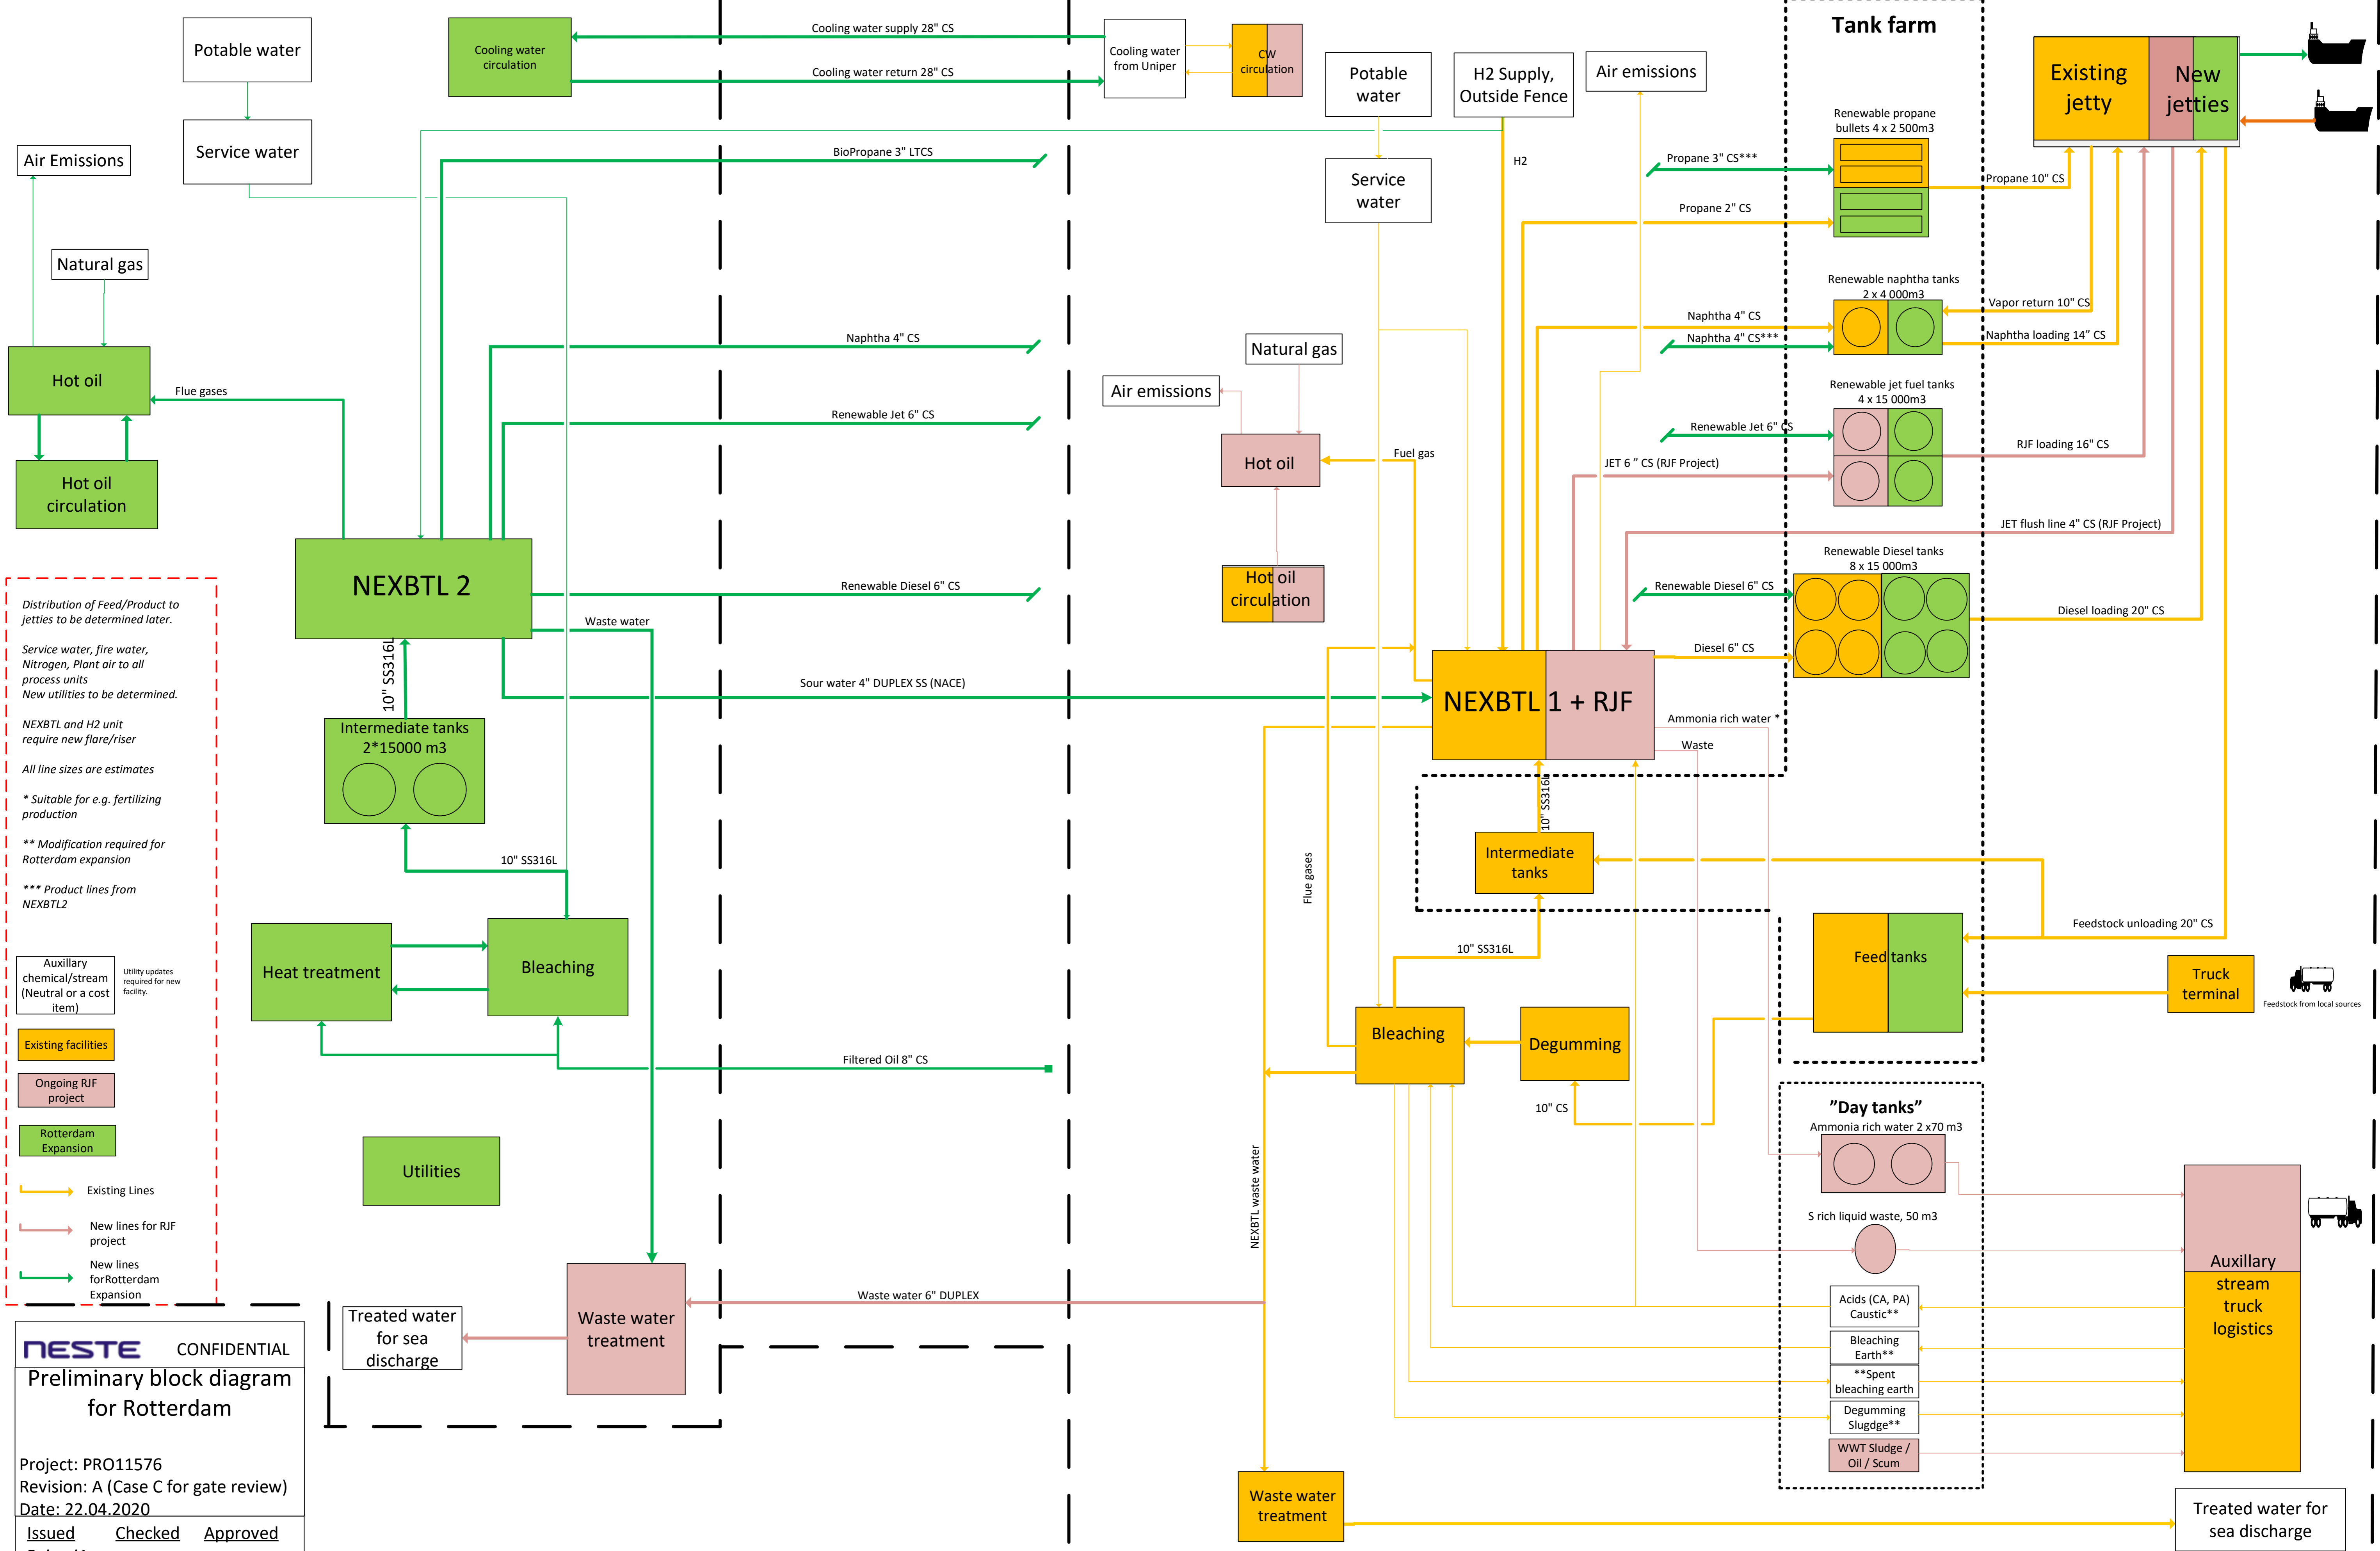 Potable water
Service water
Air Emissions
Natural gas
Hot oil
Hot oil
circulation
Flue gases
Cooling water
circulation
Cooling water supply 28" CS
Cooling water return 28" CS
Cooling water
from Uniper
CW
circulation
BioPropane 3" LTCS
Naphtha 4" CS
Renewable Jet 6" CS
NEXBTL 2
Renewable Diesel 6" CS
Waste water
Sour water 4" DUPLEX SS (NACE)
10" SS316L
Intermediate tanks
2*15000 m3
10" SS316L
Heat treatment
Bleaching
Filtered Oil 8" CS
Utilities
Waste water
treatment
Treated water
for sea
discharge
Waste water 6" DUPLEX
Distribution of Feed/Product to
jetties to be determined later.
Service water, fire water,
Nitrogen, Plant air to all
process units
New utilities to be determined.
NEXBTL and H2 unit
require new flare/riser
All line sizes are estimates
* Suitable for e.g. fertilizing
production
** Modification required for
Rotterdam expansion
*** Product lines from
NEXBTL2
Auxillary
chemical/stream
(Neutral or a cost
item)
Utility updates
required for new
facility.
Existing facilities
Ongoing RJF
project
Rotterdam
Expansion
Existing Lines
New lines for RJF
project
New lines
forRotterdam
Expansion
NESTE
CONFIDENTIAL
Preliminary block diagram
for Rotterdam
Project: PRO11576
Revision: A (Case C for gate review)
Date: 22.04.2020
Issued Checked Approved
Potable
water
H2 Supply,
Outside Fence
Air emissions
Service
water
H2
Natural gas
Air emissions
Hot oil
Fuel gas
Hot oil
circulation
NEXBTL 1 + RJF
Propane 3" CS***
Propane 2" CS
Naphtha 4" CS
Naphtha 4" CS***
Renewable Jet 6" CS
JET 6 " CS (RJF Project)
Renewable Diesel 6" CS
Diesel 6" CS
Ammonia rich water *
Waste
10" SS316L
Intermediate
tanks
10" SS316L
Flue gases
Bleaching
Degumming
10" CS
NEXBTL waste water
Waste water
treatment
Tank farm
Renewable propane
bullets 4 x 2 500m3
Renewable naphtha tanks
2 x 4 000m3
Renewable jet fuel tanks
4 x 15 000m3
Renewable Diesel tanks
8 x 15 000m3
Feed tanks
Existing
jetty
New
jetties
Propane 10" CS
Vapor return 10" CS
Naphtha loading 14" CS
RJF loading 16" CS
JET flush line 4" CS (RJF Project)
Diesel loading 20" CS
Feedstock unloading 20" CS
Truck
terminal
Feedstock from local sources
"Day tanks"
Ammonia rich water 2 x70 m3
S rich liquid waste, 50 m3
Acids (CA, PA)
Caustic**
Bleaching
Earth**
**Spent
bleaching earth
Degumming
Slugdge**
WWT Sludge /
Oil / Scum
Auxillary
stream
truck
logistics
Treated water for
sea discharge